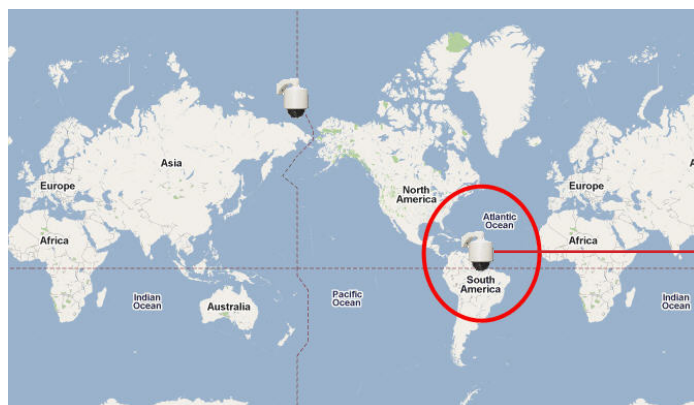 Asia
Europe
North
America
Atlantic
Ocean
Africa
Africa
South
America
Indian
Ocean
Australia
Pacific
Ocean
Indian
Ocean
Europe
A